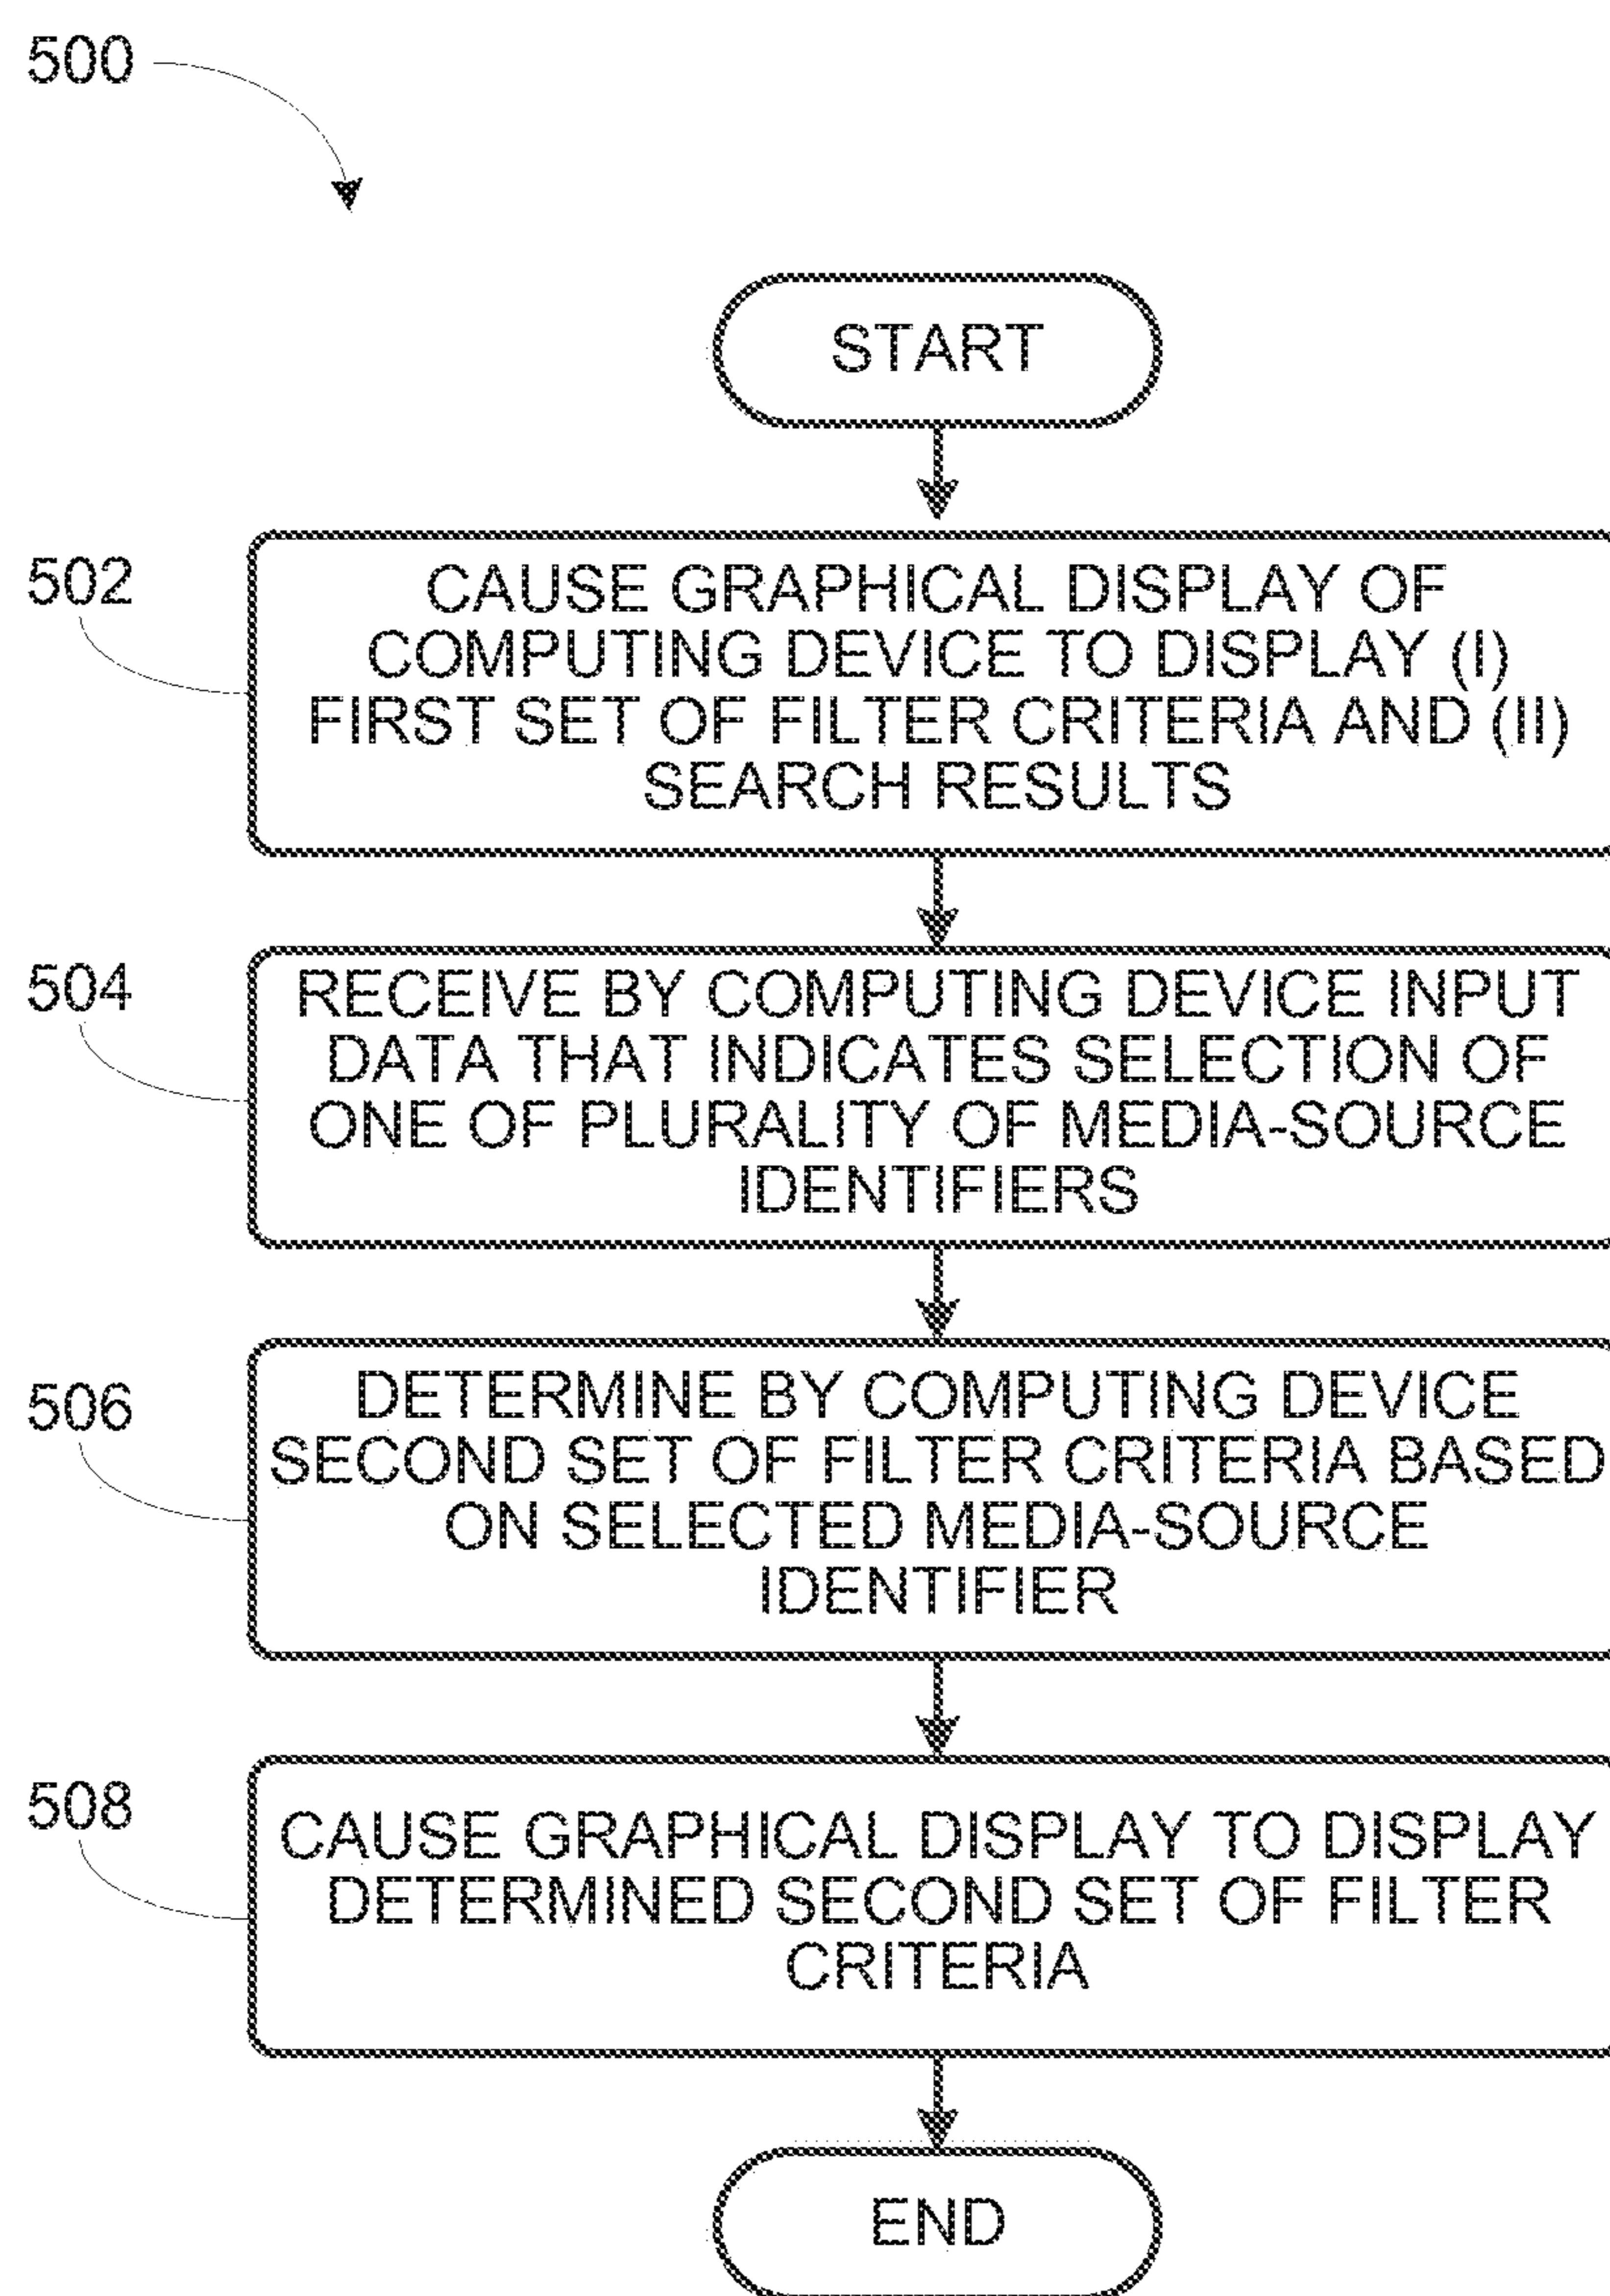 500
START
502
CAUSE GRAPHICAL DISPLAY OF
COMPUTING DEVICE TO DISPLAY (I)
FIRST SET OF FILTER CRITERIA AND (II)
SEARCH RESULTS
504
RECEIVE BY COMPUTING DEVICE INPUT
DATA THAT INDICATES SELECTION OF
ONE OF PLURALITY OF MEDIA-SOURCE
IDENTIFIERS
506
DETERMINE BY COMPUTING DEVICE
SECOND SET OF FILTER CRITERIA BASED
ON SELECTED MEDIA-SOURCE
IDENTIFIER
508
CAUSE GRAPHICAL DISPLAY TO DISPLAY
DETERMINED SECOND SET OF FILTER
CRITERIA
END